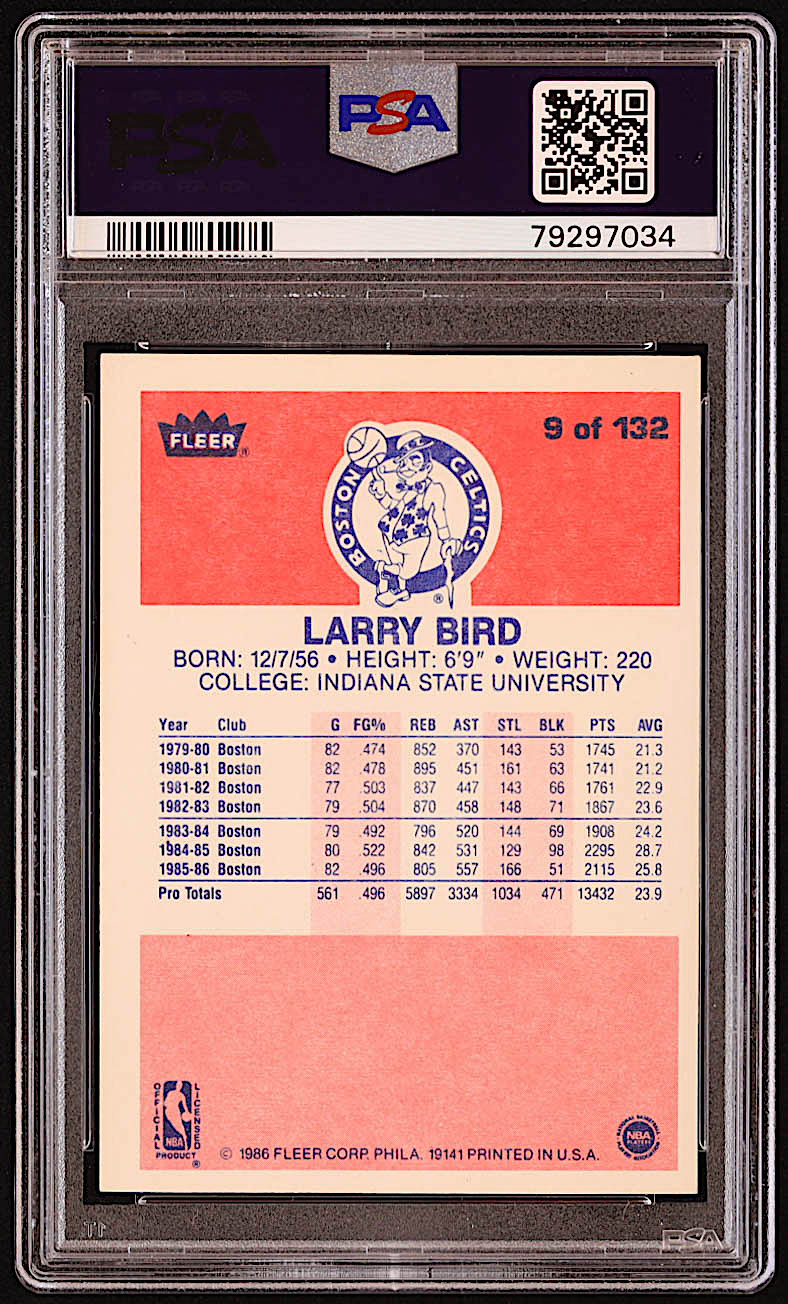 PSA
PSA
79297034
FLEER®
9 of 132
BOSTON CELTICS
®
LARRY BIRD
BORN: 12/7/56 • HEIGHT: 6'9" • WEIGHT: 220
COLLEGE: INDIANA STATE UNIVERSITY
Year Club G FG% REB AST STL BLK PTS AVG
1979-80 Boston 82 .474 852 370 143 53 1745 21.3
1980-81 Boston 82 .478 895 451 161 63 1741 21.2
1981-82 Boston 77 .503 837 447 143 66 1761 22.9
1982-83 Boston 79 .504 870 458 148 71 1867 23.6
1983-84 Boston 79 .492 796 520 144 69 1908 24.2
1984-85 Boston 80 .522 842 531 129 98 2295 28.7
1985-86 Boston 82 .496 805 557 166 51 2115 25.8
Pro Totals 561 .496 5897 3334 1034 471 13432 23.9
OFFICIAL LICENSED
NBA
PRODUCT ®
© 1986 FLEER CORP. PHILA. 19141 PRINTED IN U.S.A.
NATIONAL BASKETBALL
NBA
PLAYERS
PLAYERS ASSOCIATION
PSA